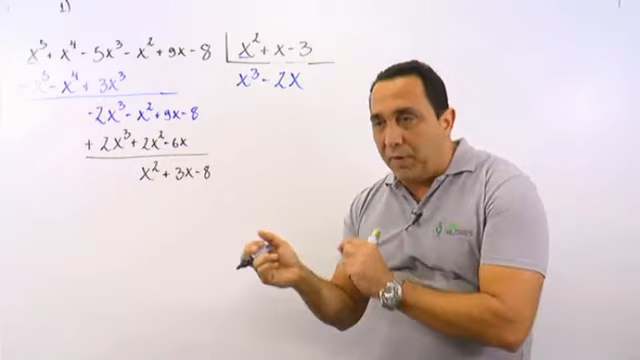 1)
x⁵ + x⁴ - 5x³ - x² + 9x - 8 | x² + x - 3
- x⁵ - x⁴ + 3x³ x³ - 2x
- 2x³ - x² + 9x - 8
+ 2x³ + 2x² - 6x
x² + 3x - 8